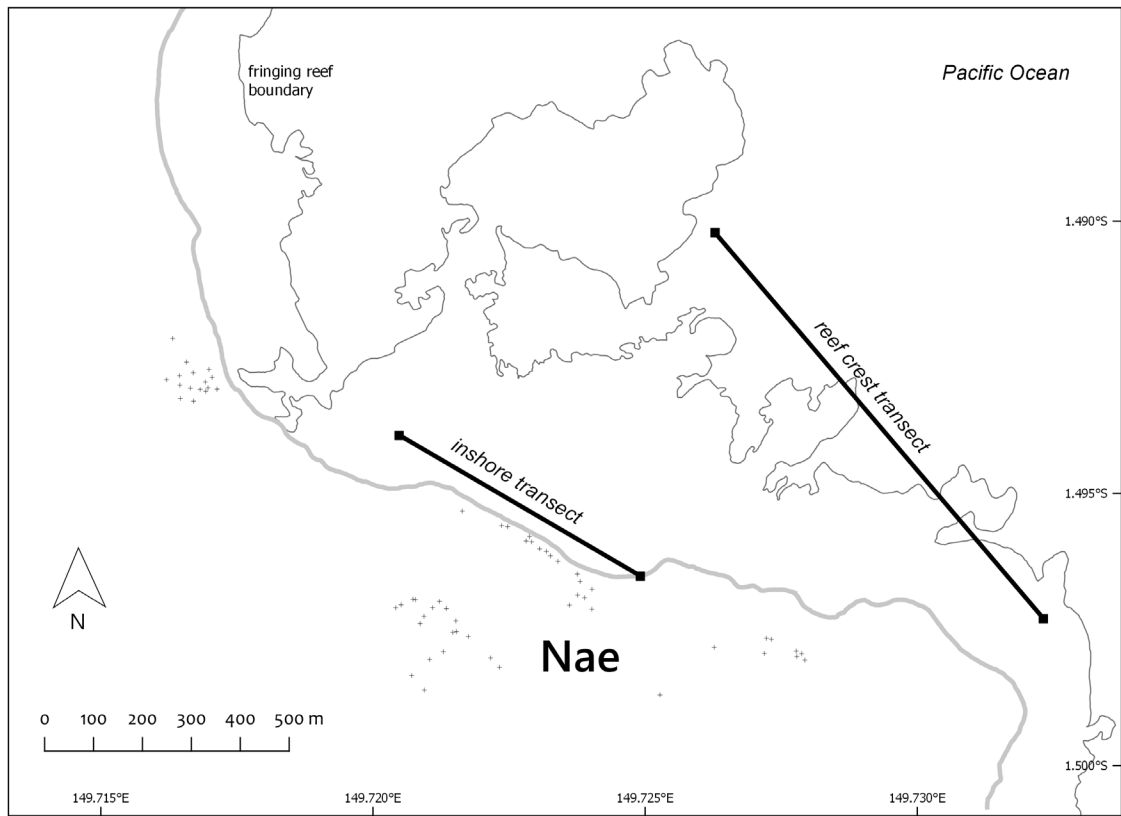 fringing reef
boundary
Pacific Ocean
1.490°S
reef crest transect
inshore transect
1.495°S
N
Nae
0 100 200 300 400 500 m
1.500°S
149.715°E 149.720°E 149.725°E 149.730°E